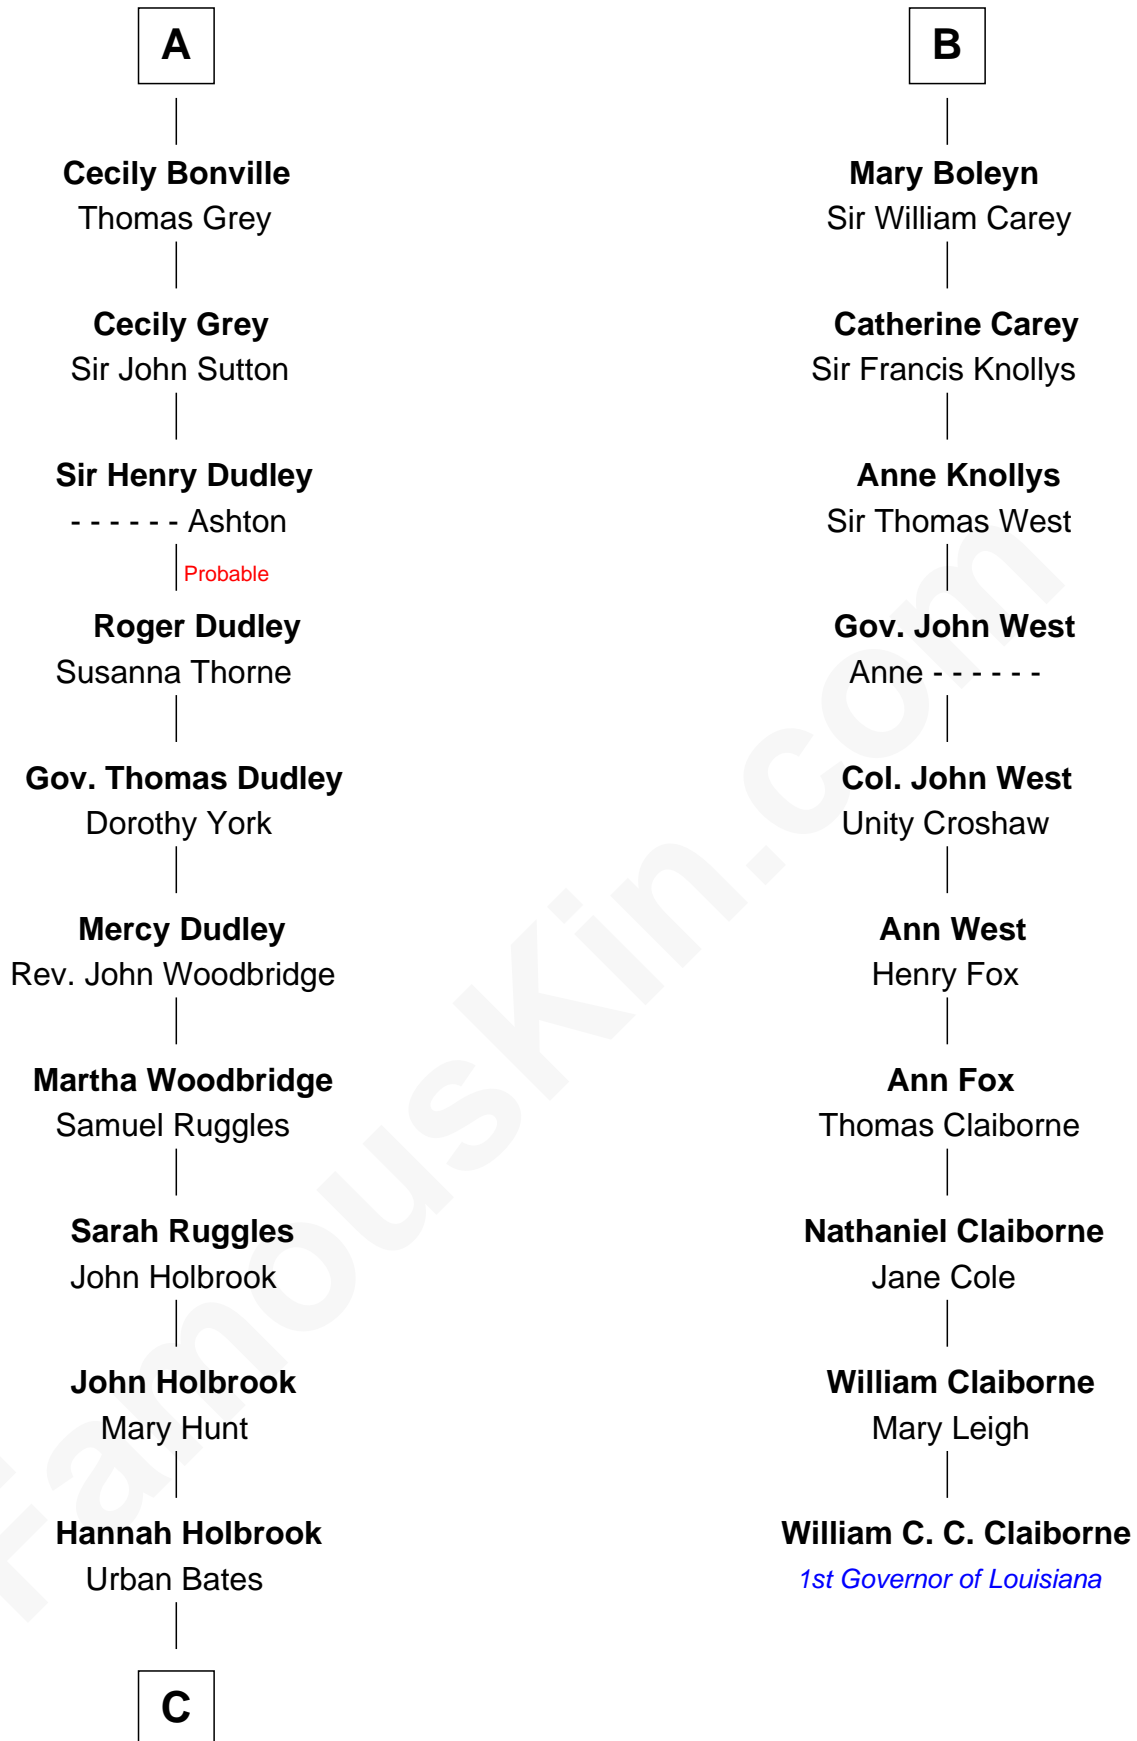 A
Cecily Bonville
Thomas Grey
Cecily Grey
Sir John Sutton
Sir Henry Dudley
- - - - - - Ashton
Probable
Roger Dudley
Susanna Thorne
Gov. Thomas Dudley
Dorothy York
Mercy Dudley
Rev. John Woodbridge
Martha Woodbridge
Samuel Ruggles
Sarah Ruggles
John Holbrook
John Holbrook
Mary Hunt
Hannah Holbrook
Urban Bates
C
B
Mary Boleyn
Sir William Carey
Catherine Carey
Sir Francis Knollys
Anne Knollys
Sir Thomas West
Gov. John West
Anne - - - - - -
Col. John West
Unity Croshaw
Ann West
Henry Fox
Ann Fox
Thomas Claiborne
Nathaniel Claiborne
Jane Cole
William Claiborne
Mary Leigh
William C. C. Claiborne
1st Governor of Louisiana
FamousKin.com